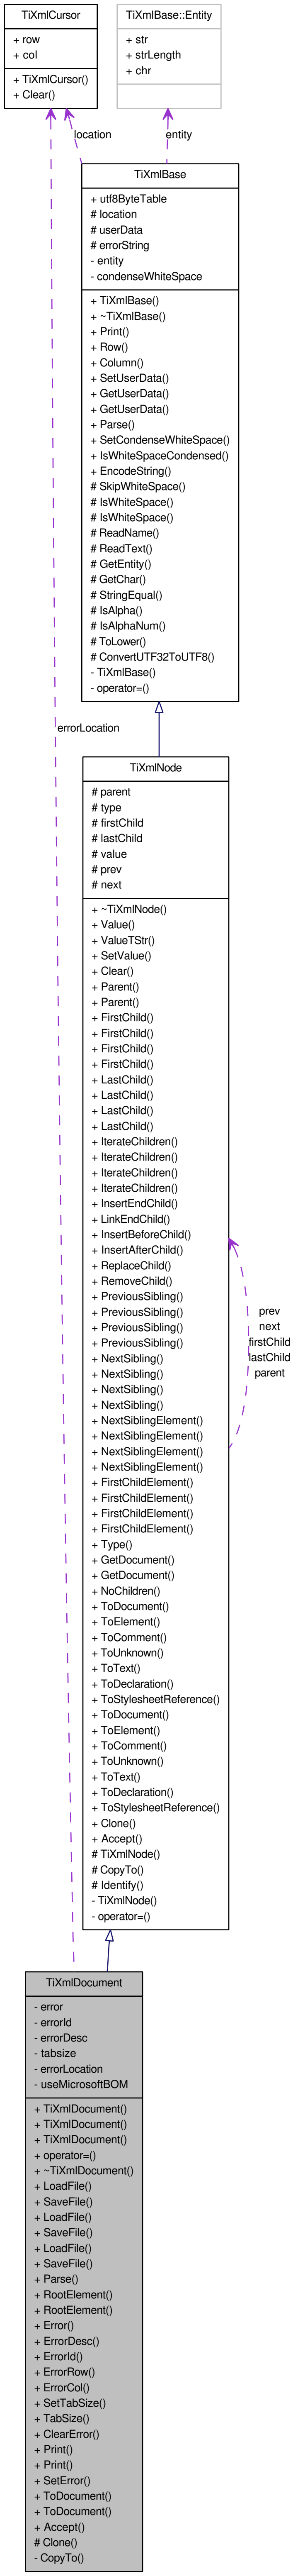 TiXmlCursor
+ row
+ col
+ TiXmlCursor()
+ Clear()
TiXmlBase::Entity
+ str
+ strLength
+ chr
location
entity
TiXmlBase
+ utf8ByteTable
# location
# userData
# errorString
- entity
- condenseWhiteSpace
+ TiXmlBase()
+ ~TiXmlBase()
+ Print()
+ Row()
+ Column()
+ SetUserData()
+ GetUserData()
+ GetUserData()
+ Parse()
+ SetCondenseWhiteSpace()
+ IsWhiteSpaceCondensed()
+ EncodeString()
# SkipWhiteSpace()
# IsWhiteSpace()
# IsWhiteSpace()
# ReadName()
# ReadText()
# GetEntity()
# GetChar()
# StringEqual()
# IsAlpha()
# IsAlphaNum()
# ToLower()
# ConvertUTF32ToUTF8()
- TiXmlBase()
- operator=()
errorLocation
TiXmlNode
# parent
# type
# firstChild
# lastChild
# value
# prev
# next
+ ~TiXmlNode()
+ Value()
+ ValueTStr()
+ SetValue()
+ Clear()
+ Parent()
+ Parent()
+ FirstChild()
+ FirstChild()
+ FirstChild()
+ FirstChild()
+ LastChild()
+ LastChild()
+ LastChild()
+ LastChild()
+ IterateChildren()
+ IterateChildren()
+ IterateChildren()
+ IterateChildren()
+ InsertEndChild()
+ LinkEndChild()
+ InsertBeforeChild()
+ InsertAfterChild()
+ ReplaceChild()
+ RemoveChild()
+ PreviousSibling()
+ PreviousSibling()
+ PreviousSibling()
+ PreviousSibling()
+ NextSibling()
+ NextSibling()
+ NextSibling()
+ NextSibling()
+ NextSiblingElement()
+ NextSiblingElement()
+ NextSiblingElement()
+ NextSiblingElement()
+ FirstChildElement()
+ FirstChildElement()
+ FirstChildElement()
+ FirstChildElement()
+ Type()
+ GetDocument()
+ GetDocument()
+ NoChildren()
+ ToDocument()
+ ToElement()
+ ToComment()
+ ToUnknown()
+ ToText()
+ ToDeclaration()
+ ToStylesheetReference()
+ ToDocument()
+ ToElement()
+ ToComment()
+ ToUnknown()
+ ToText()
+ ToDeclaration()
+ ToStylesheetReference()
+ Clone()
+ Accept()
# TiXmlNode()
# CopyTo()
# Identify()
- TiXmlNode()
- operator=()
prev
next
firstChild
lastChild
parent
TiXmlDocument
- error
- errorId
- errorDesc
- tabsize
- errorLocation
- useMicrosoftBOM
+ TiXmlDocument()
+ TiXmlDocument()
+ TiXmlDocument()
+ operator=()
+ ~TiXmlDocument()
+ LoadFile()
+ SaveFile()
+ LoadFile()
+ SaveFile()
+ LoadFile()
+ SaveFile()
+ Parse()
+ RootElement()
+ RootElement()
+ Error()
+ ErrorDesc()
+ ErrorId()
+ ErrorRow()
+ ErrorCol()
+ SetTabSize()
+ TabSize()
+ ClearError()
+ Print()
+ Print()
+ SetError()
+ ToDocument()
+ ToDocument()
+ Accept()
# Clone()
- CopyTo()